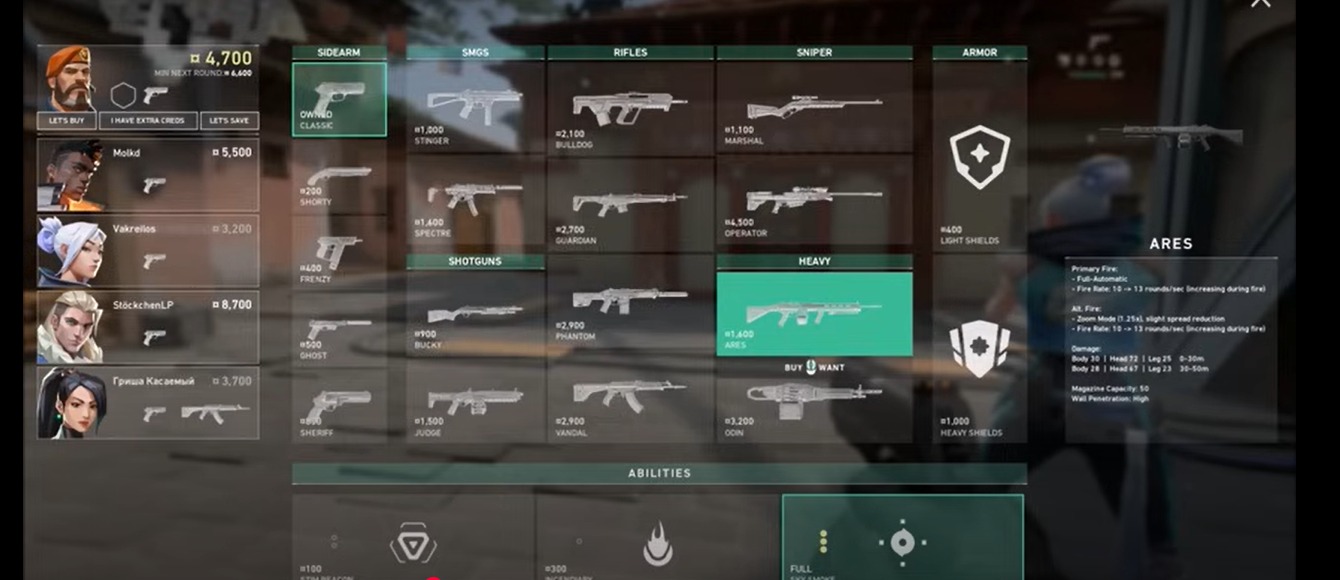 ¤ 4,700
MIN NEXT ROUND: ¤ 6,600
LET'S BUY
I HAVE EXTRA CREDS
LET'S SAVE
Molkd
¤ 5,500
Vakreilos
¤ 3,200
StöckchenLP
¤ 8,700
Гриша Касаемый
¤ 3,700
SIDEARM
OWNED
CLASSIC
¤200
SHORTY
¤400
FRENZY
¤500
GHOST
SHERIFF
SMGS
¤1,000
STINGER
¤1,600
SPECTRE
SHOTGUNS
¤900
BUCKY
¤1,500
JUDGE
RIFLES
¤2,100
BULLDOG
¤2,700
GUARDIAN
¤2,900
PHANTOM
¤2,900
VANDAL
SNIPER
¤1,100
MARSHAL
¤4,500
OPERATOR
HEAVY
¤1,600
ARES
BUY WANT
¤3,200
ODIN
ARMOR
¤400
LIGHT SHIELDS
¤1,000
HEAVY SHIELDS
ARES
Primary Fire:
- Full-Automatic
- Fire Rate: 10 -> 13 rounds/sec (increasing during fire)
Alt. Fire:
- Zoom Mode (1.25x), slight spread reduction
- Fire Rate: 10 -> 13 rounds/sec (increasing during fire)
Damage:
Body 30 | Head 72 | Leg 25 0-30m
Body 28 | Head 67 | Leg 23 30-50m
Magazine Capacity: 50
Wall Penetration: High
ABILITIES
¤100
¤300
INCENDIARY
FULL